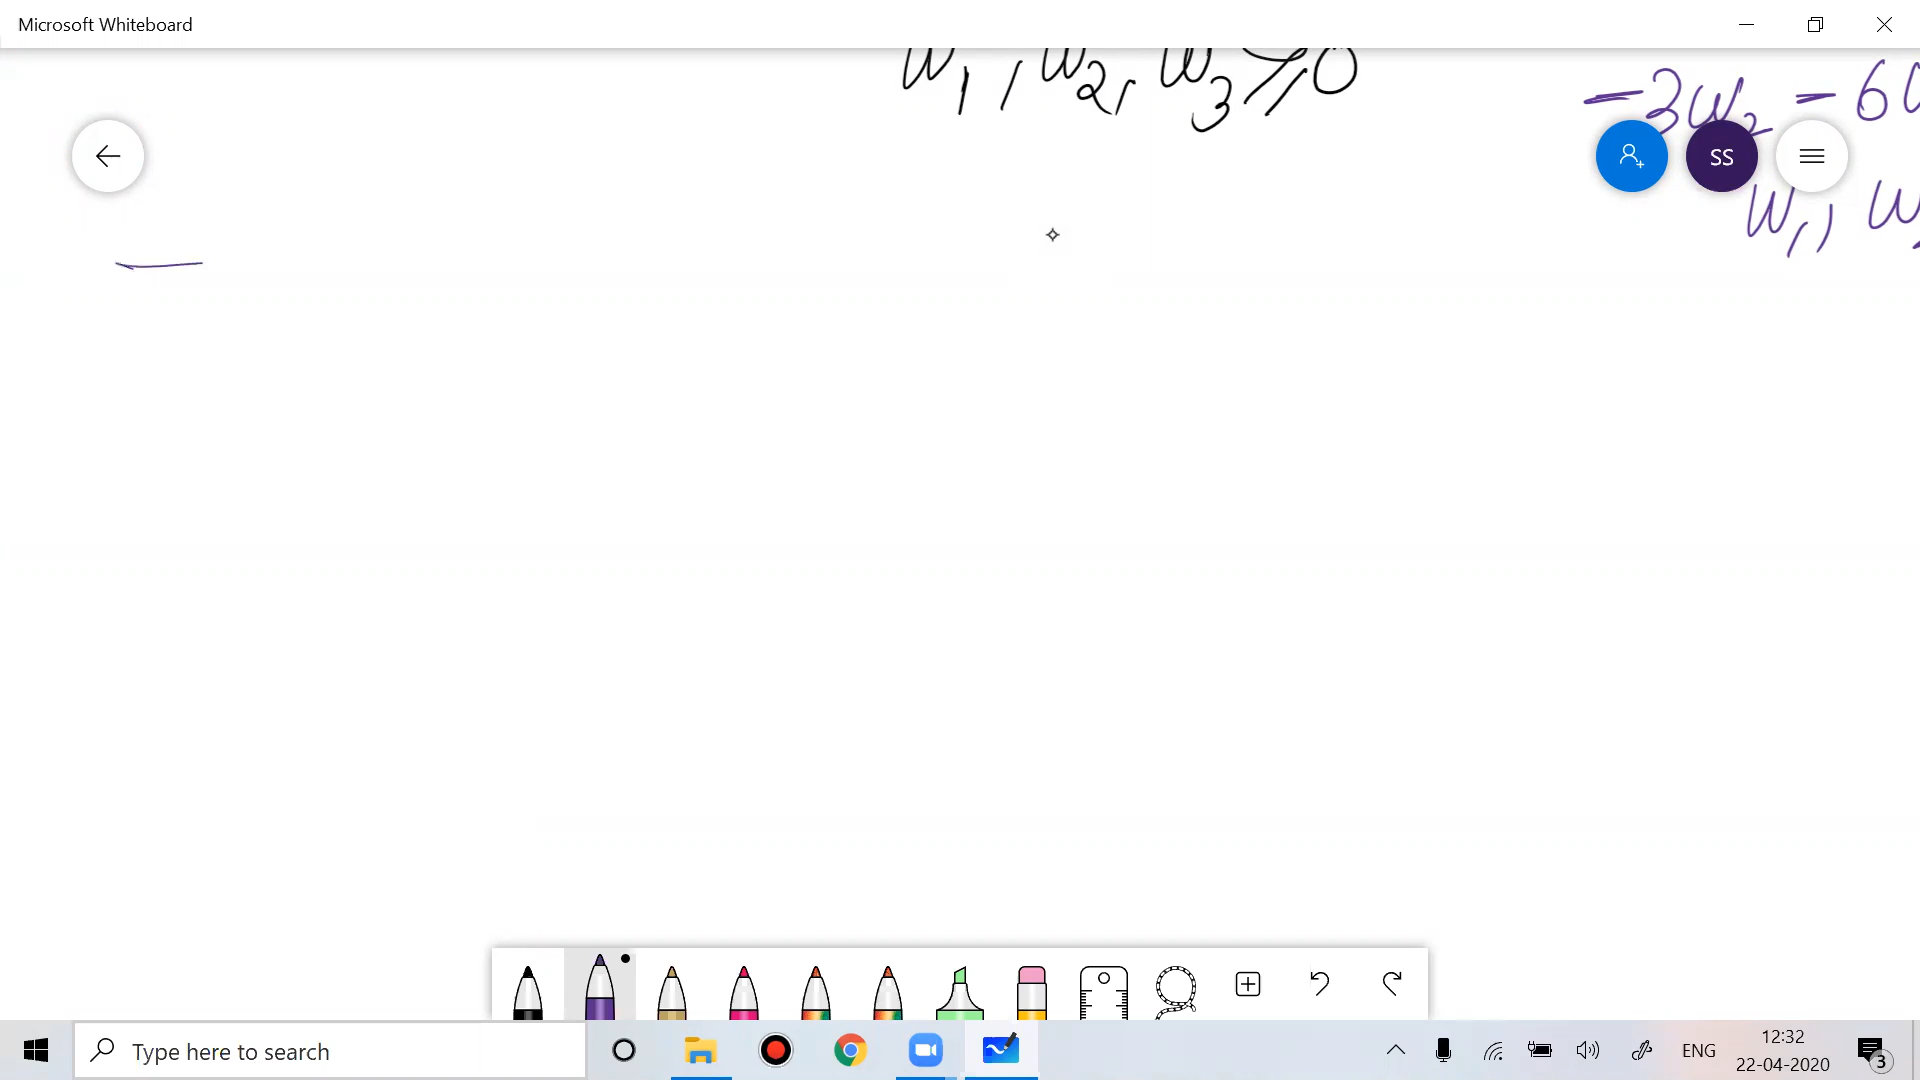 Microsoft Whiteboard
w1, w2, w3 ≥ 0
-3w2 - 6
SS
w1, w
Type here to search
ENG
12:32
22-04-2020
3